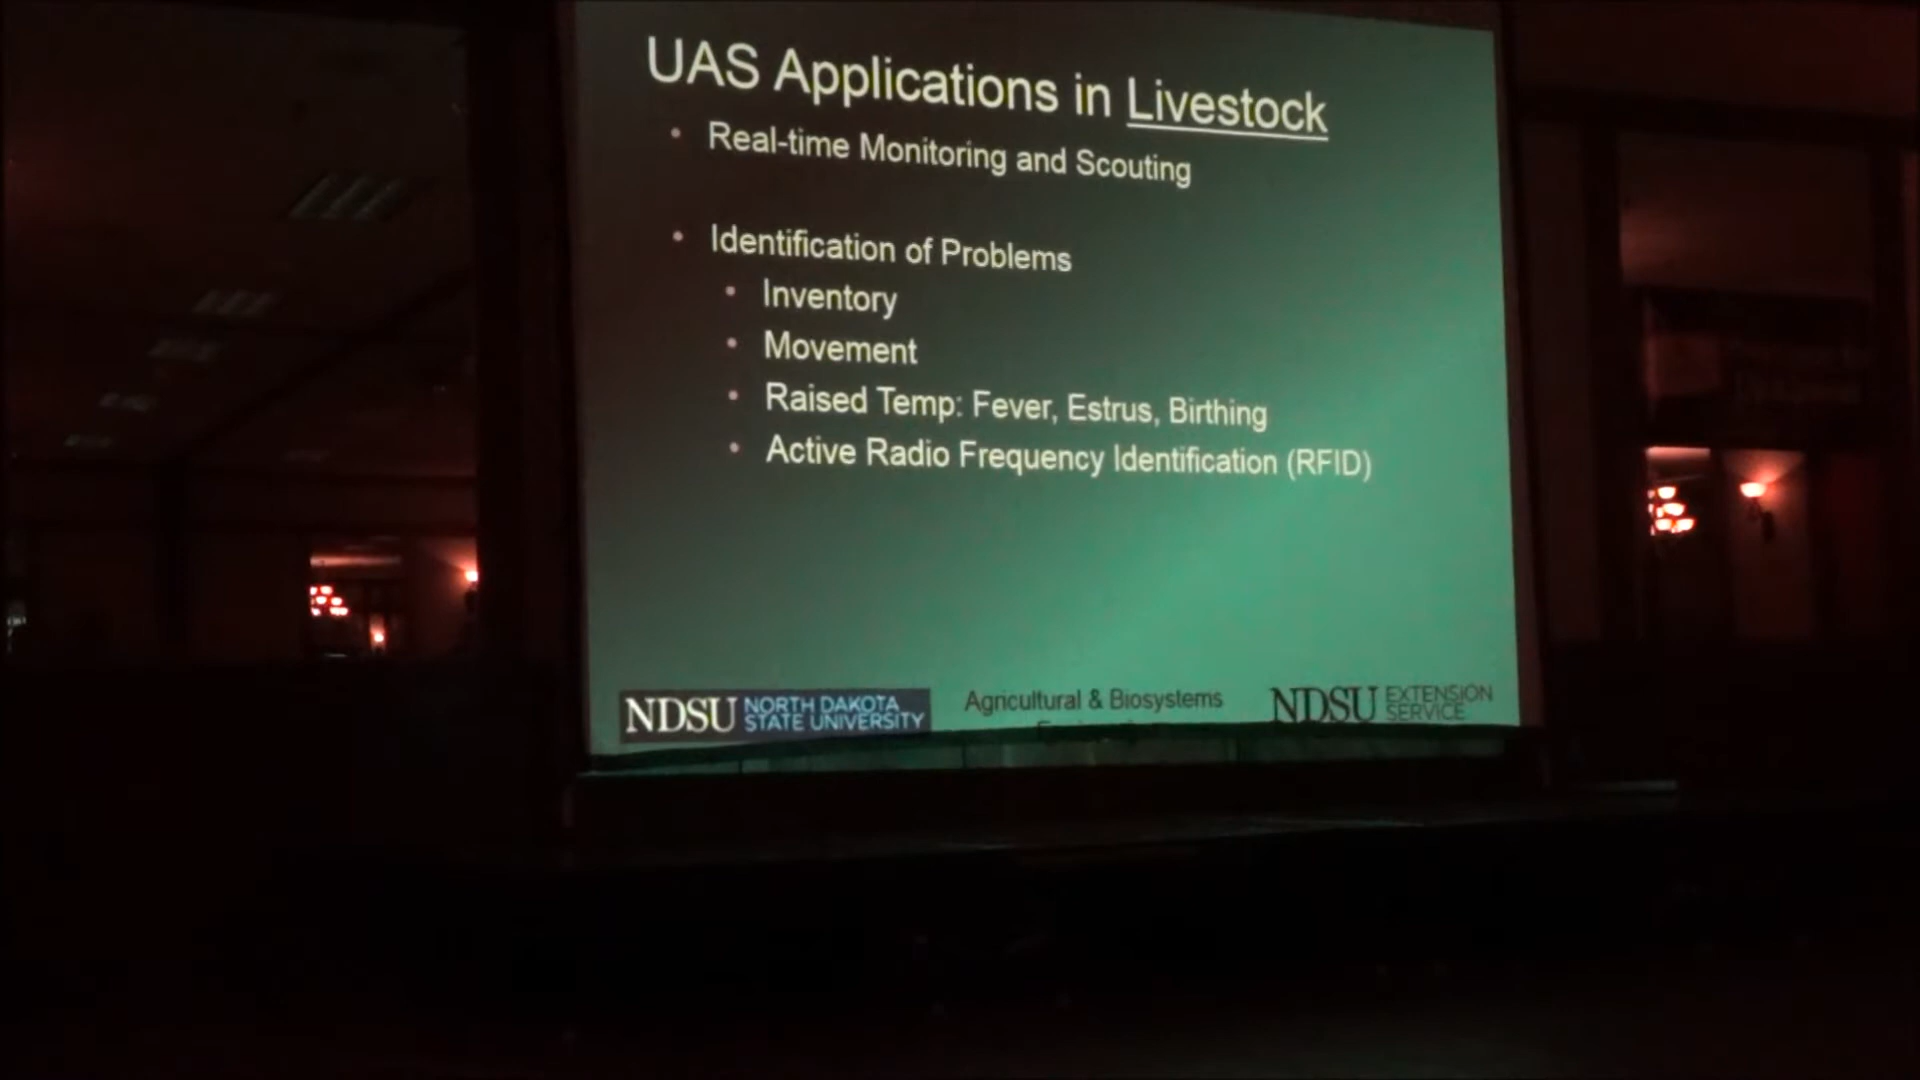 UAS Applications in Livestock
• Real-time Monitoring and Scouting
• Identification of Problems
• Inventory
• Movement
• Raised Temp: Fever, Estrus, Birthing
• Active Radio Frequency Identification (RFID)
NDSU NORTH DAKOTA
STATE UNIVERSITY
Agricultural & Biosystems
NDSU EXTENSION
SERVICE